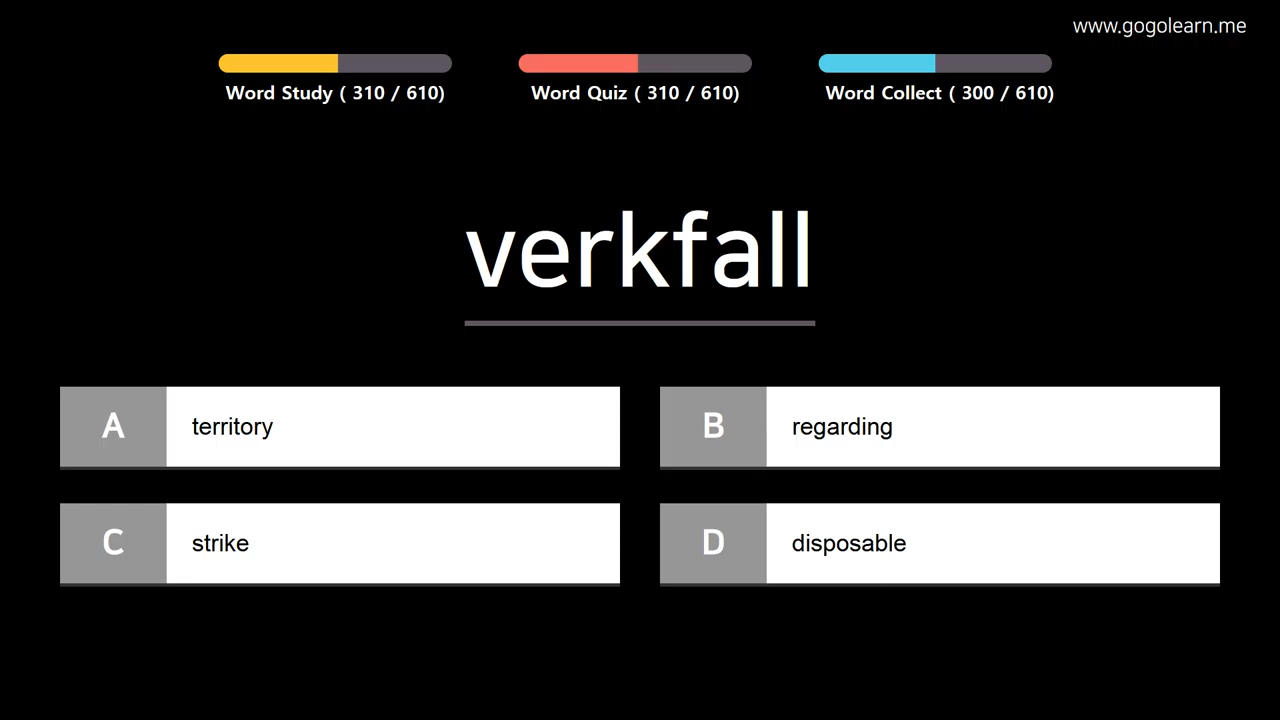 www.gogolearn.me
Word Study ( 310 / 610)
Word Quiz ( 310 / 610)
Word Collect ( 300 / 610)
verkfall
A territory
B regarding
C strike
D disposable